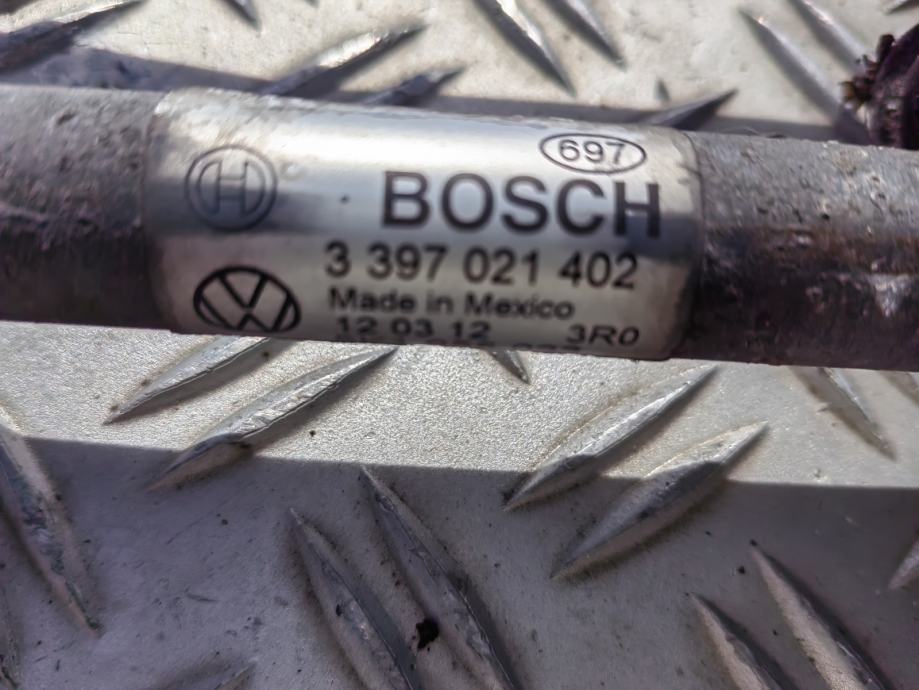 697
BOSCH
3 397 021 402
Made in Mexico
12 03 12 3R0